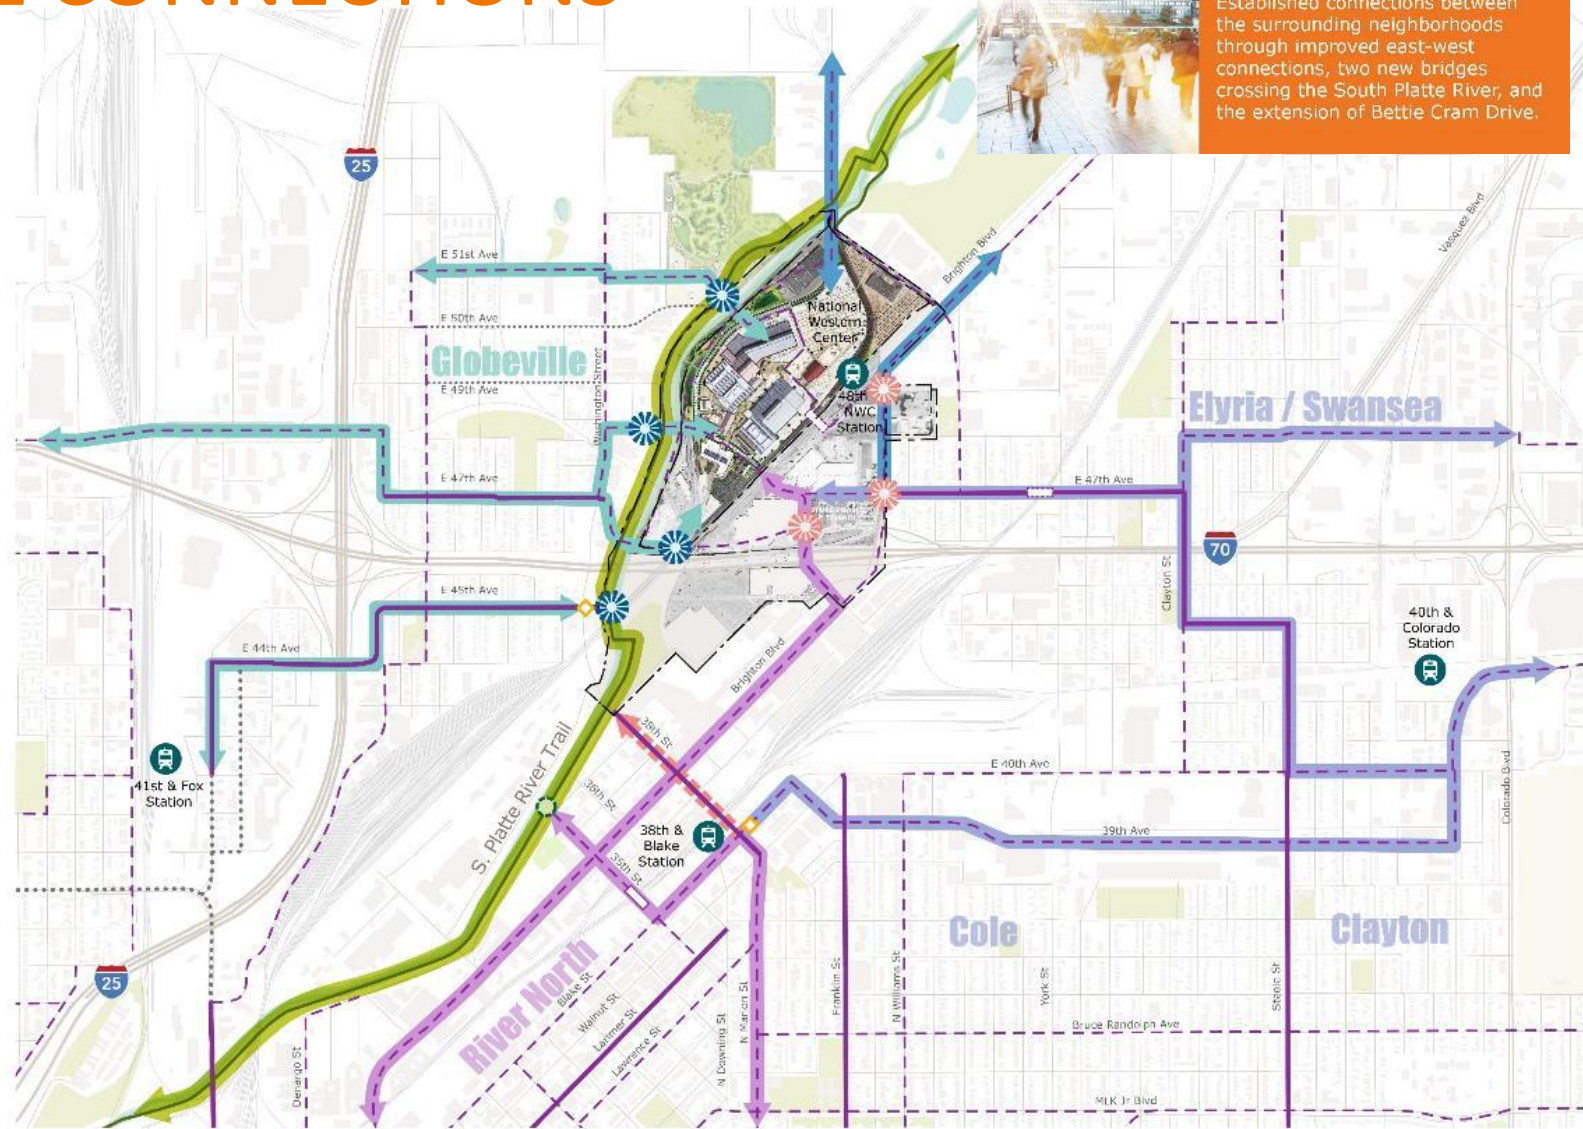 E CONNECTIONS
Established connections between
the surrounding neighborhoods
through improved east-west
connections, two new bridges
crossing the South Platte River, and
the extension of Bettie Cram Drive.
25
Vasquez Blvd
Brighton Blvd
E 51st Ave
National
Western
Center
E 50th Ave
Globeville
Washington Street
E 49th Ave
48th
NWC
Station
Elyria / Swansea
E 47th Ave
E 47th Ave
70
Clayton St
E 45th Ave
40th &
Colorado
Station
E 44th Ave
Brighton Blvd
38th St
S. Platte River Trail
41st & Fox
Station
E 40th Ave
Colorado Blvd
36th St
38th &
Blake
Station
39th Ave
35th St
Cole
Clayton
River North
25
Blake St
Walnut St
Larimer St
Lawrence St
N Downing St
N Marion St
Franklin St
N Williams St
York St
Steele St
Bruce Randolph Ave
Denargo St
MLK Jr Blvd